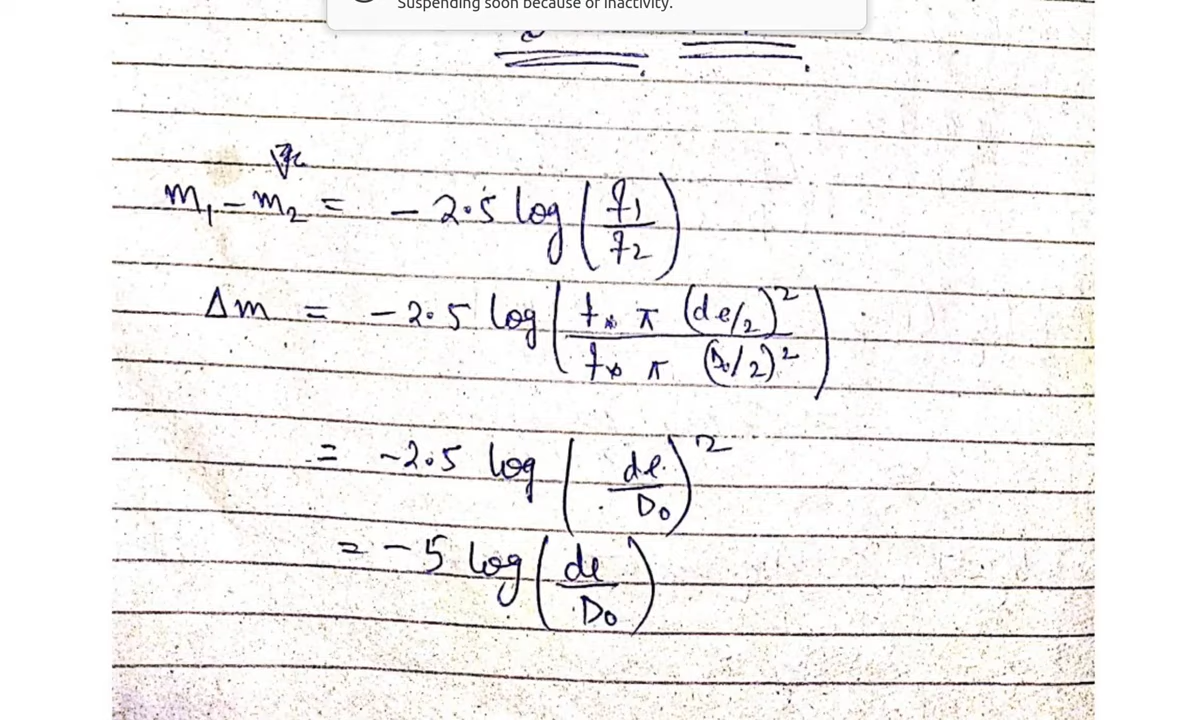 Suspending soon because of inactivity.
m₁ - m₂ = - 2.5 log (f₁ / f₂)
Δm = - 2.5 log (f* π (de/2)² / f* π (D₀/2)²)
= -2.5 log (de / D₀)²
= - 5 log (de / D₀)